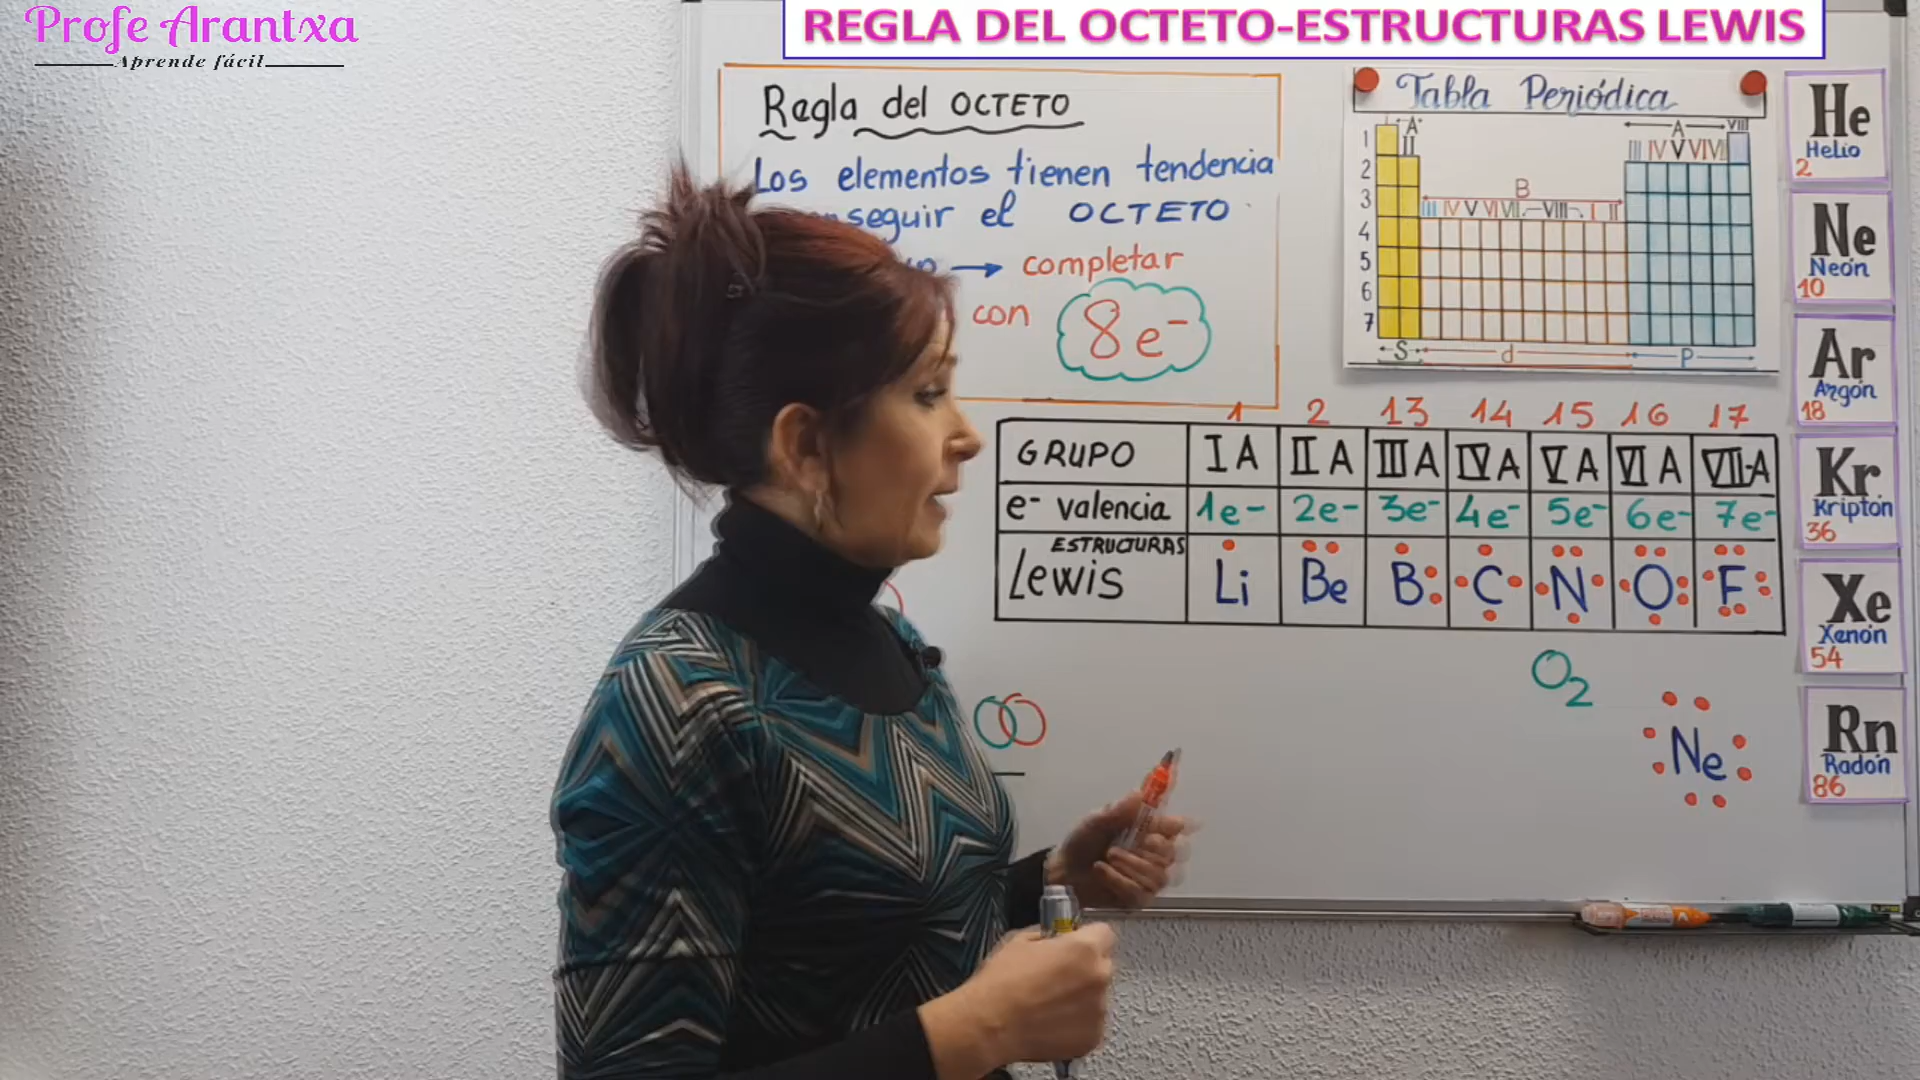 Profe Arantxa
Aprende fácil
REGLA DEL OCTETO-ESTRUCTURAS LEWIS
Regla del OCTETO
Los elementos tienen tendencia
seguir el OCTETO
→ completar
con 8e⁻
Tabla Periódica
A
II
A VIII
III IV V VI VII
B
III IV V VI VII VIII I II
1
2
3
4
5
6
7
S d P
He
Helio
2
Ne
Neón
10
Ar
Argón
18
Kr
Kriptón
36
Xe
Xenón
54
Rn
Radón
86
1 2 13 14 15 16 17
GRUPO IA IIA IIIA IVA VA VIA VII-A
e⁻ valencia 1e⁻ 2e⁻ 3e⁻ 4e⁻ 5e⁻ 6e⁻ 7e⁻
ESTRUCTURAS
Lewis Li Be B C N O F
O₂
Ne